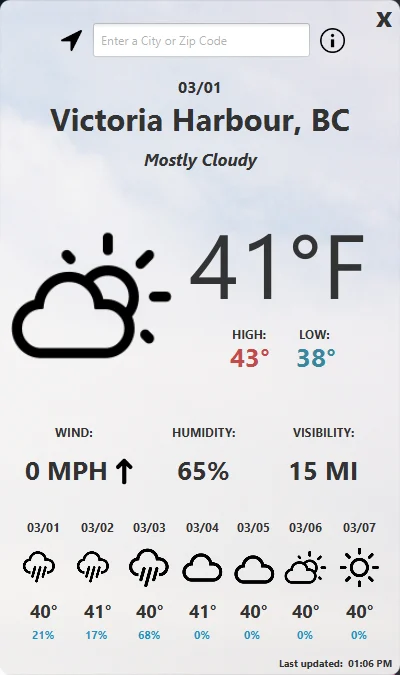 X
Enter a City or Zip Code
03/01
Victoria Harbour, BC
Mostly Cloudy
41°F
HIGH: LOW:
43° 38°
WIND: HUMIDITY: VISIBILITY:
0 MPH 65% 15 MI
03/01 03/02 03/03 03/04 03/05 03/06 03/07
40° 41° 40° 41° 40° 40° 40°
21% 17% 68% 0% 0% 0% 0%
Last updated: 01:06 PM